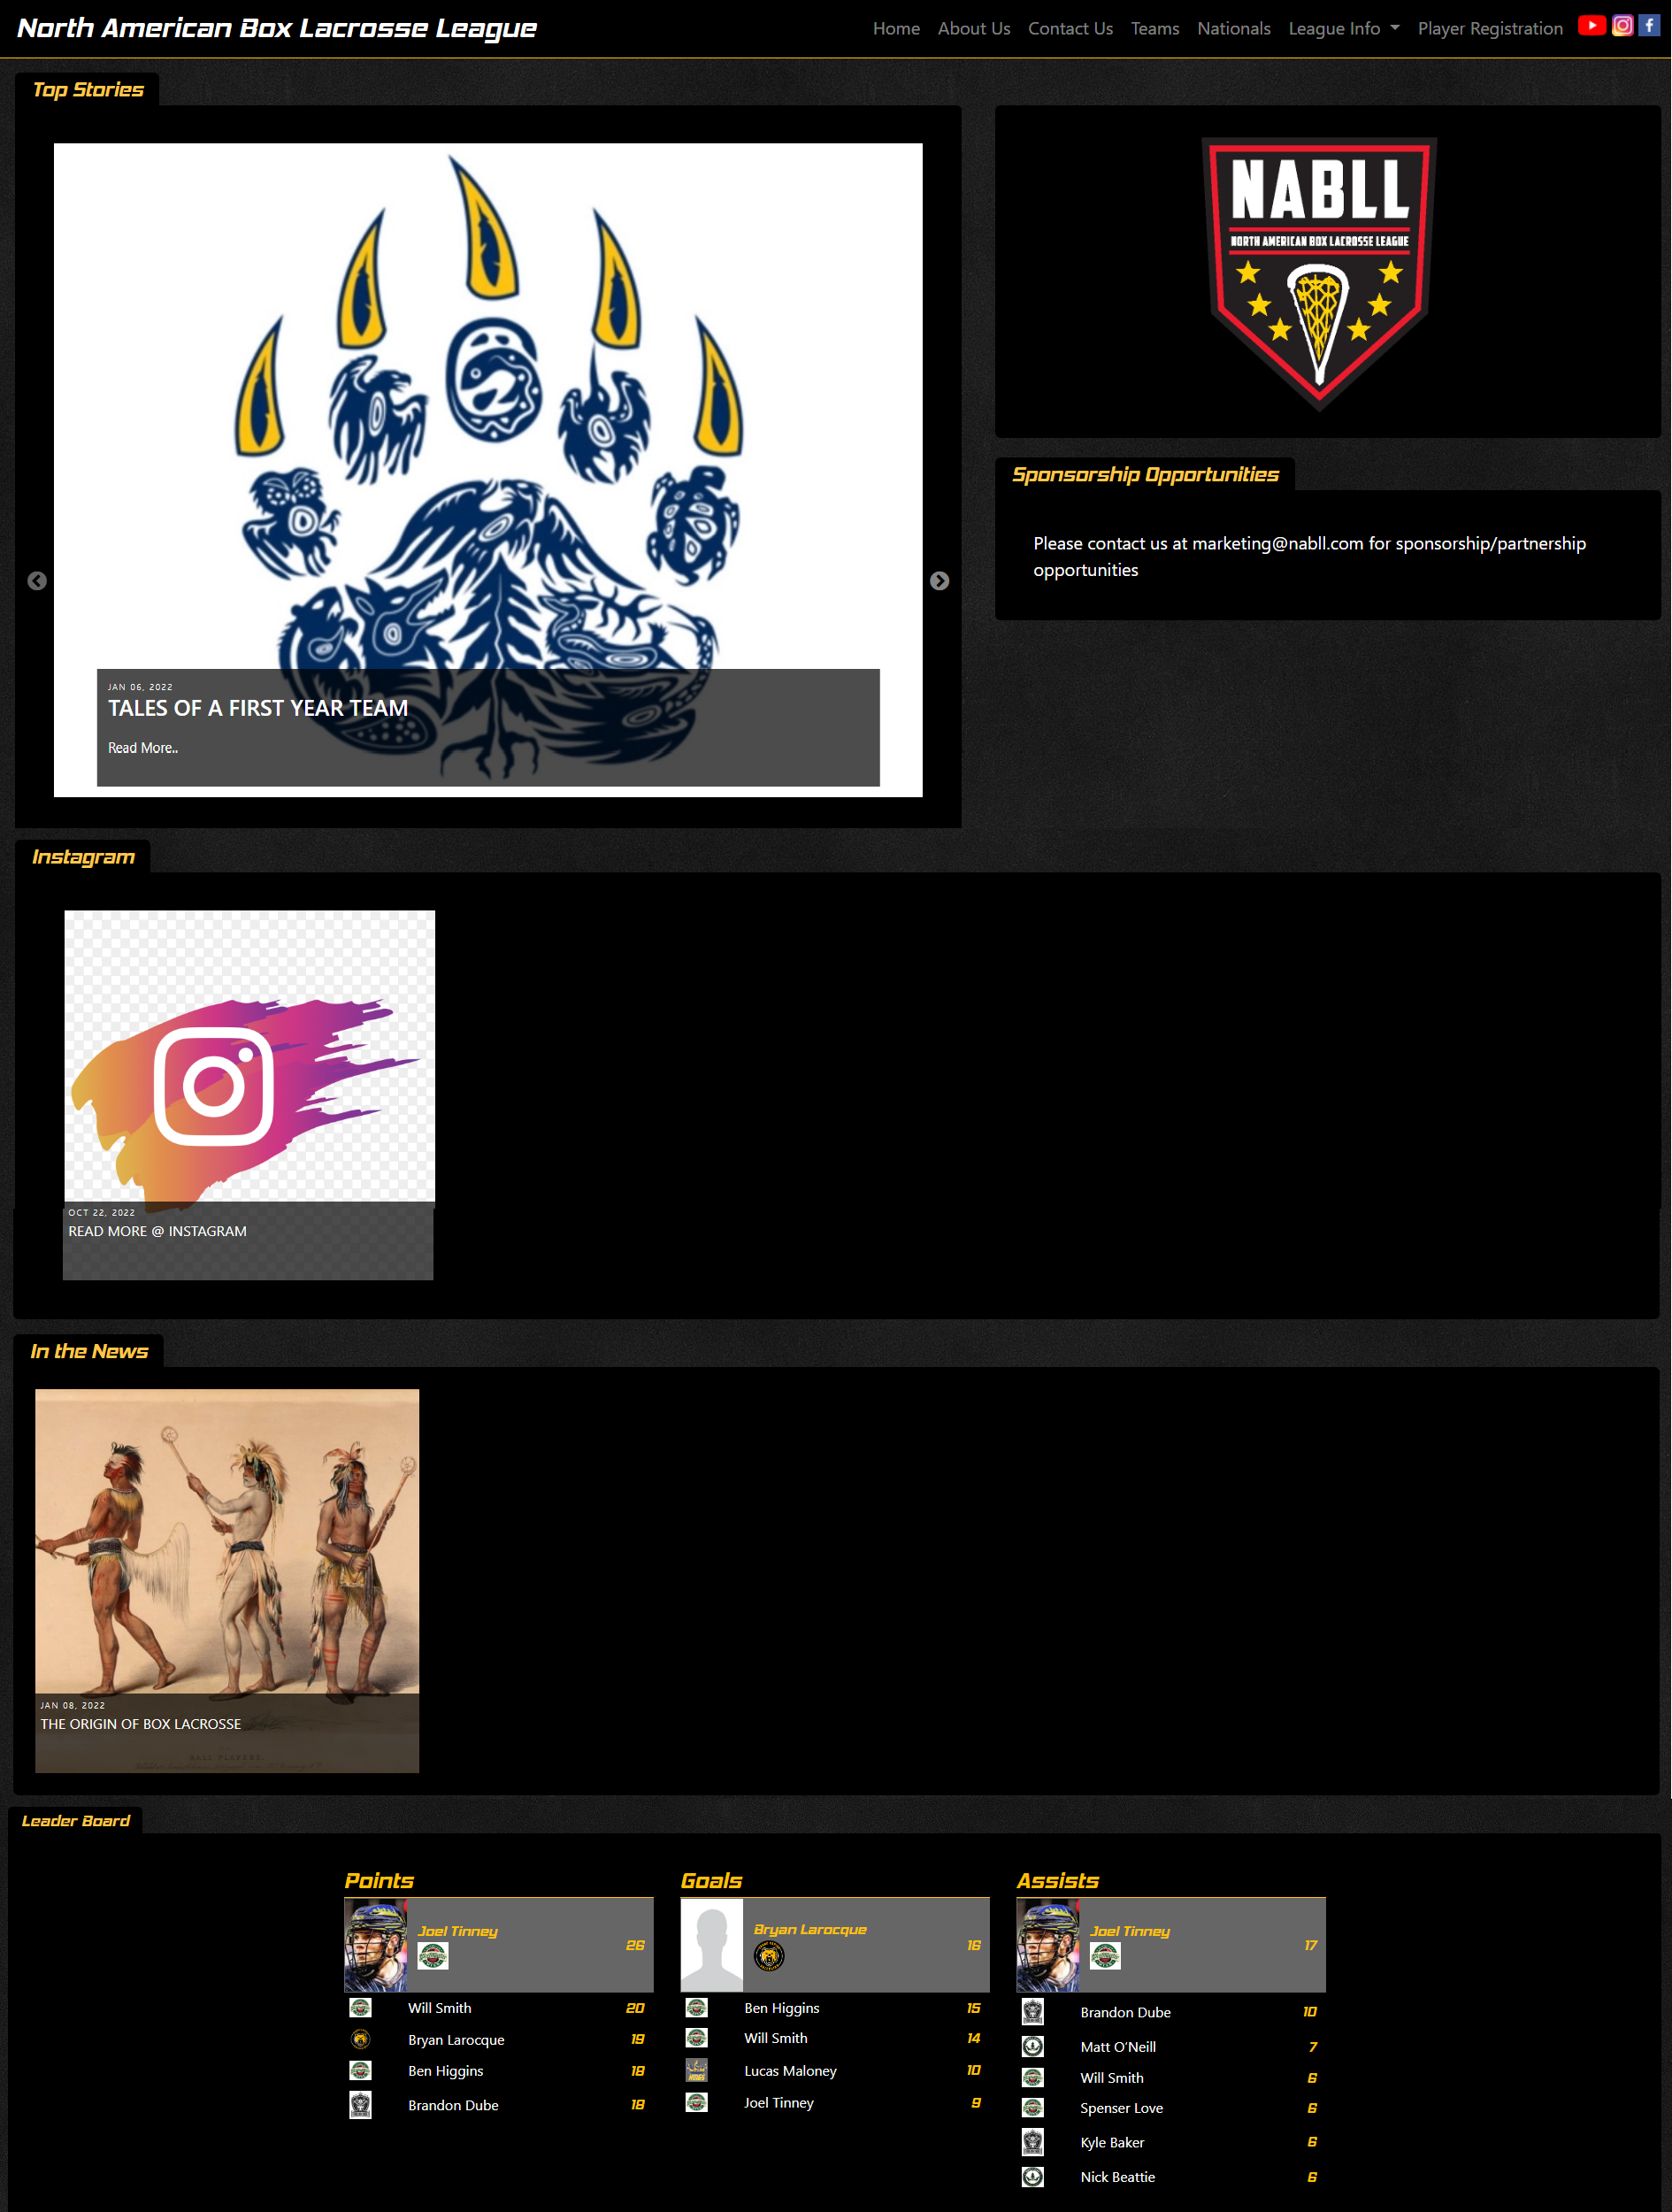 North American Box Lacrosse League
Home About Us Contact Us Teams Nationals League Info Player Registration
Top Stories
NABLL
NORTH AMERICAN BOX LACROSSE LEAGUE
Sponsorship Opportunities
Please contact us at marketing@nabll.com for sponsorship/partnership
opportunities
JAN 06, 2022
TALES OF A FIRST YEAR TEAM
Read More..
Instagram
OCT 22, 2022
READ MORE @ INSTAGRAM
In the News
JAN 08, 2022
THE ORIGIN OF BOX LACROSSE
Leader Board
Points
Joel Tinney 26
Will Smith 20
Bryan Larocque 19
Ben Higgins 18
Brandon Dube 18
Goals
Bryan Larocque 16
Ben Higgins 15
Will Smith 14
Lucas Maloney 10
Joel Tinney 9
Assists
Joel Tinney 17
Brandon Dube 10
Matt O’Neill 7
Will Smith 6
Spenser Love 6
Kyle Baker 6
Nick Beattie 6